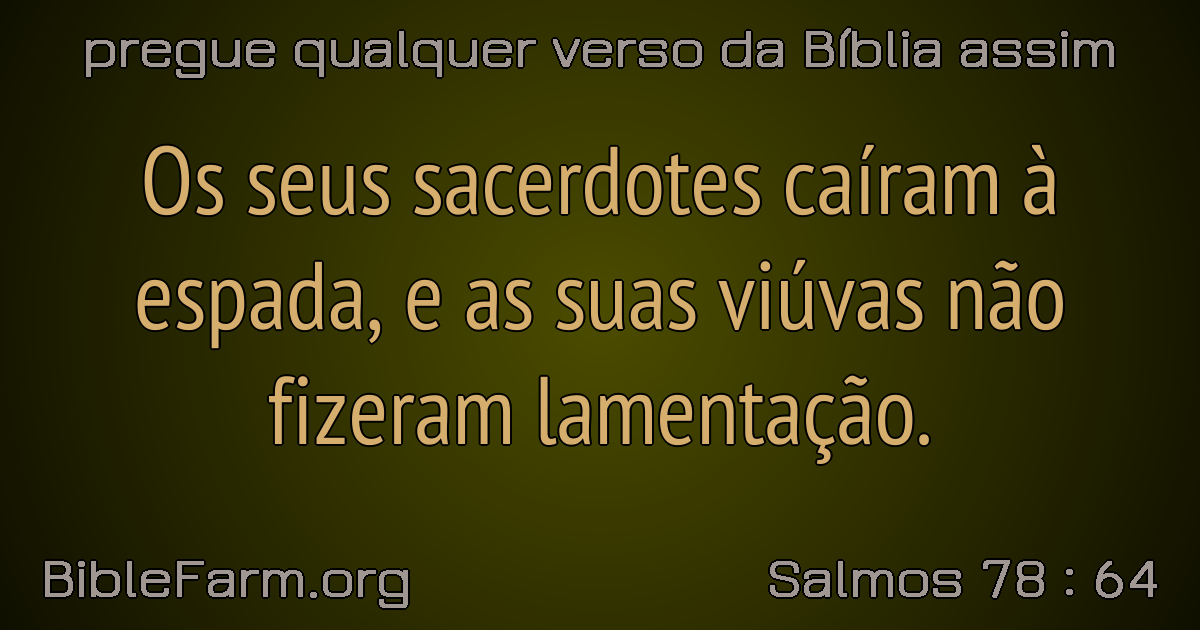 pregue qualquer verso da Bíblia assim
Os seus sacerdotes caíram à
espada, e as suas viúvas não
fizeram lamentação.
BibleFarm.org
Salmos 78 : 64